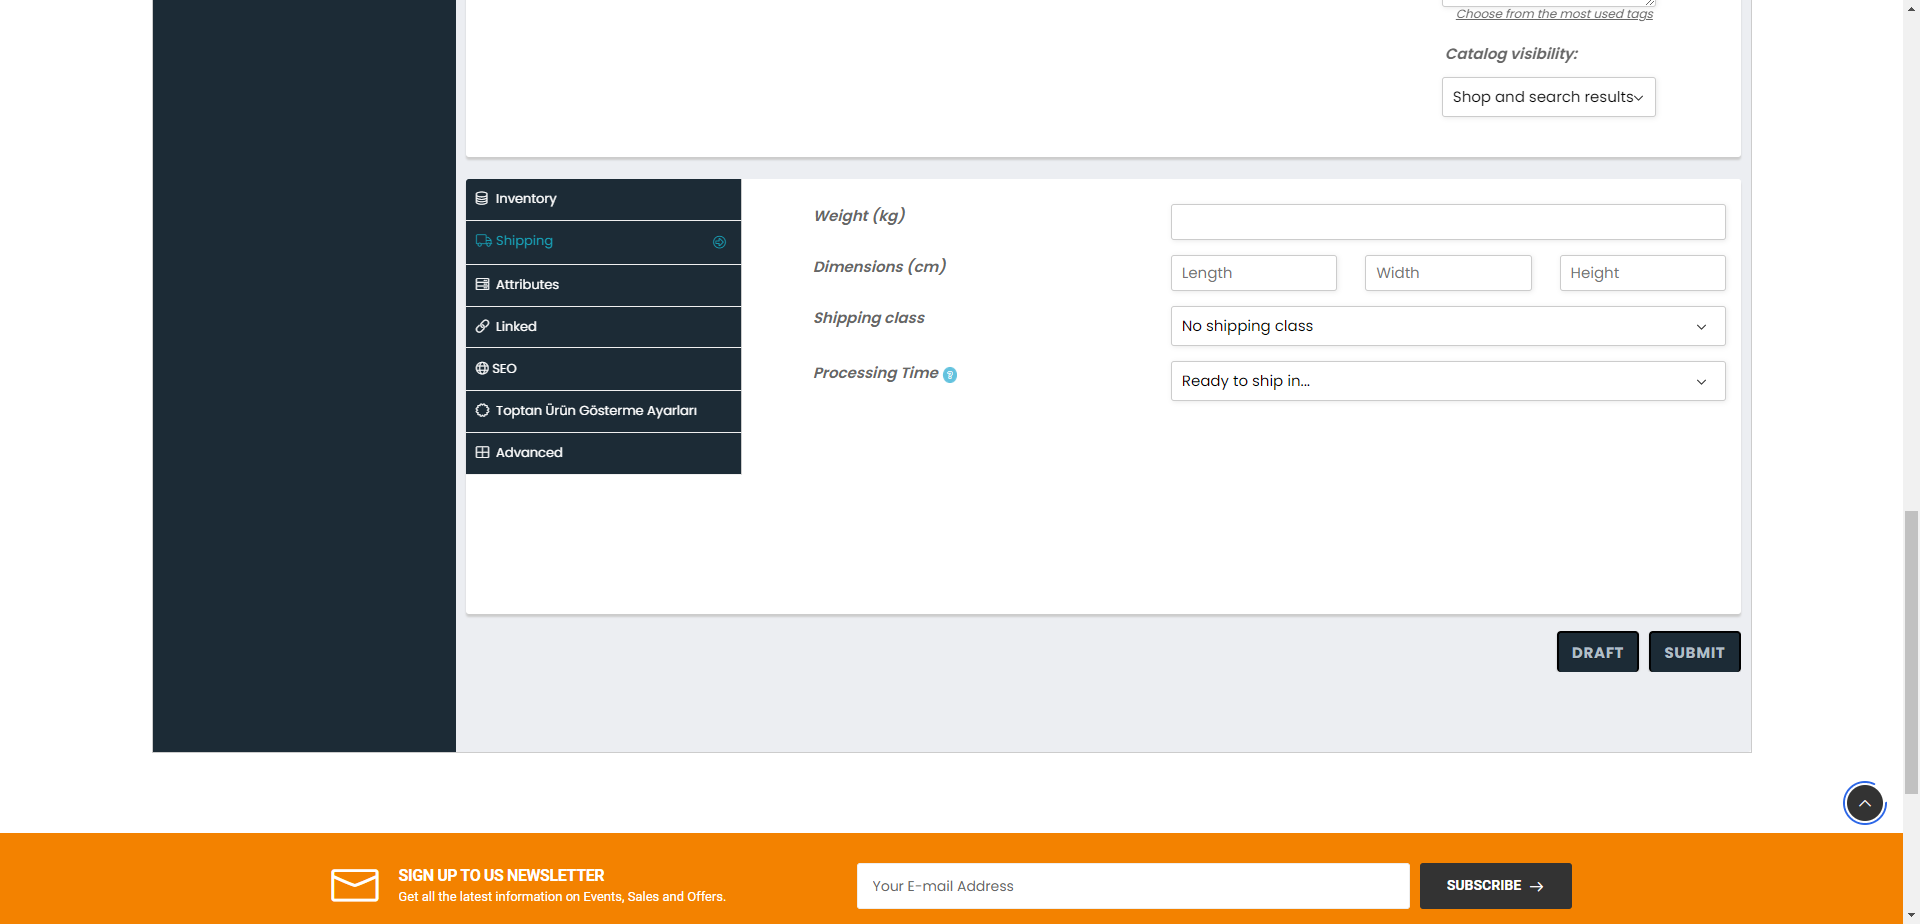 Choose from the most used tags
Catalog visibility:
Shop and search results
Inventory
Shipping
Attributes
Linked
SEO
Toptan Ürün Gösterme Ayarları
Advanced
Weight (kg)
Dimensions (cm)
Length Width Height
Shipping class
No shipping class
Processing Time
Ready to ship in...
DRAFT SUBMIT
SIGN UP TO US NEWSLETTER
Get all the latest information on Events, Sales and Offers.
Your E-mail Address
SUBSCRIBE